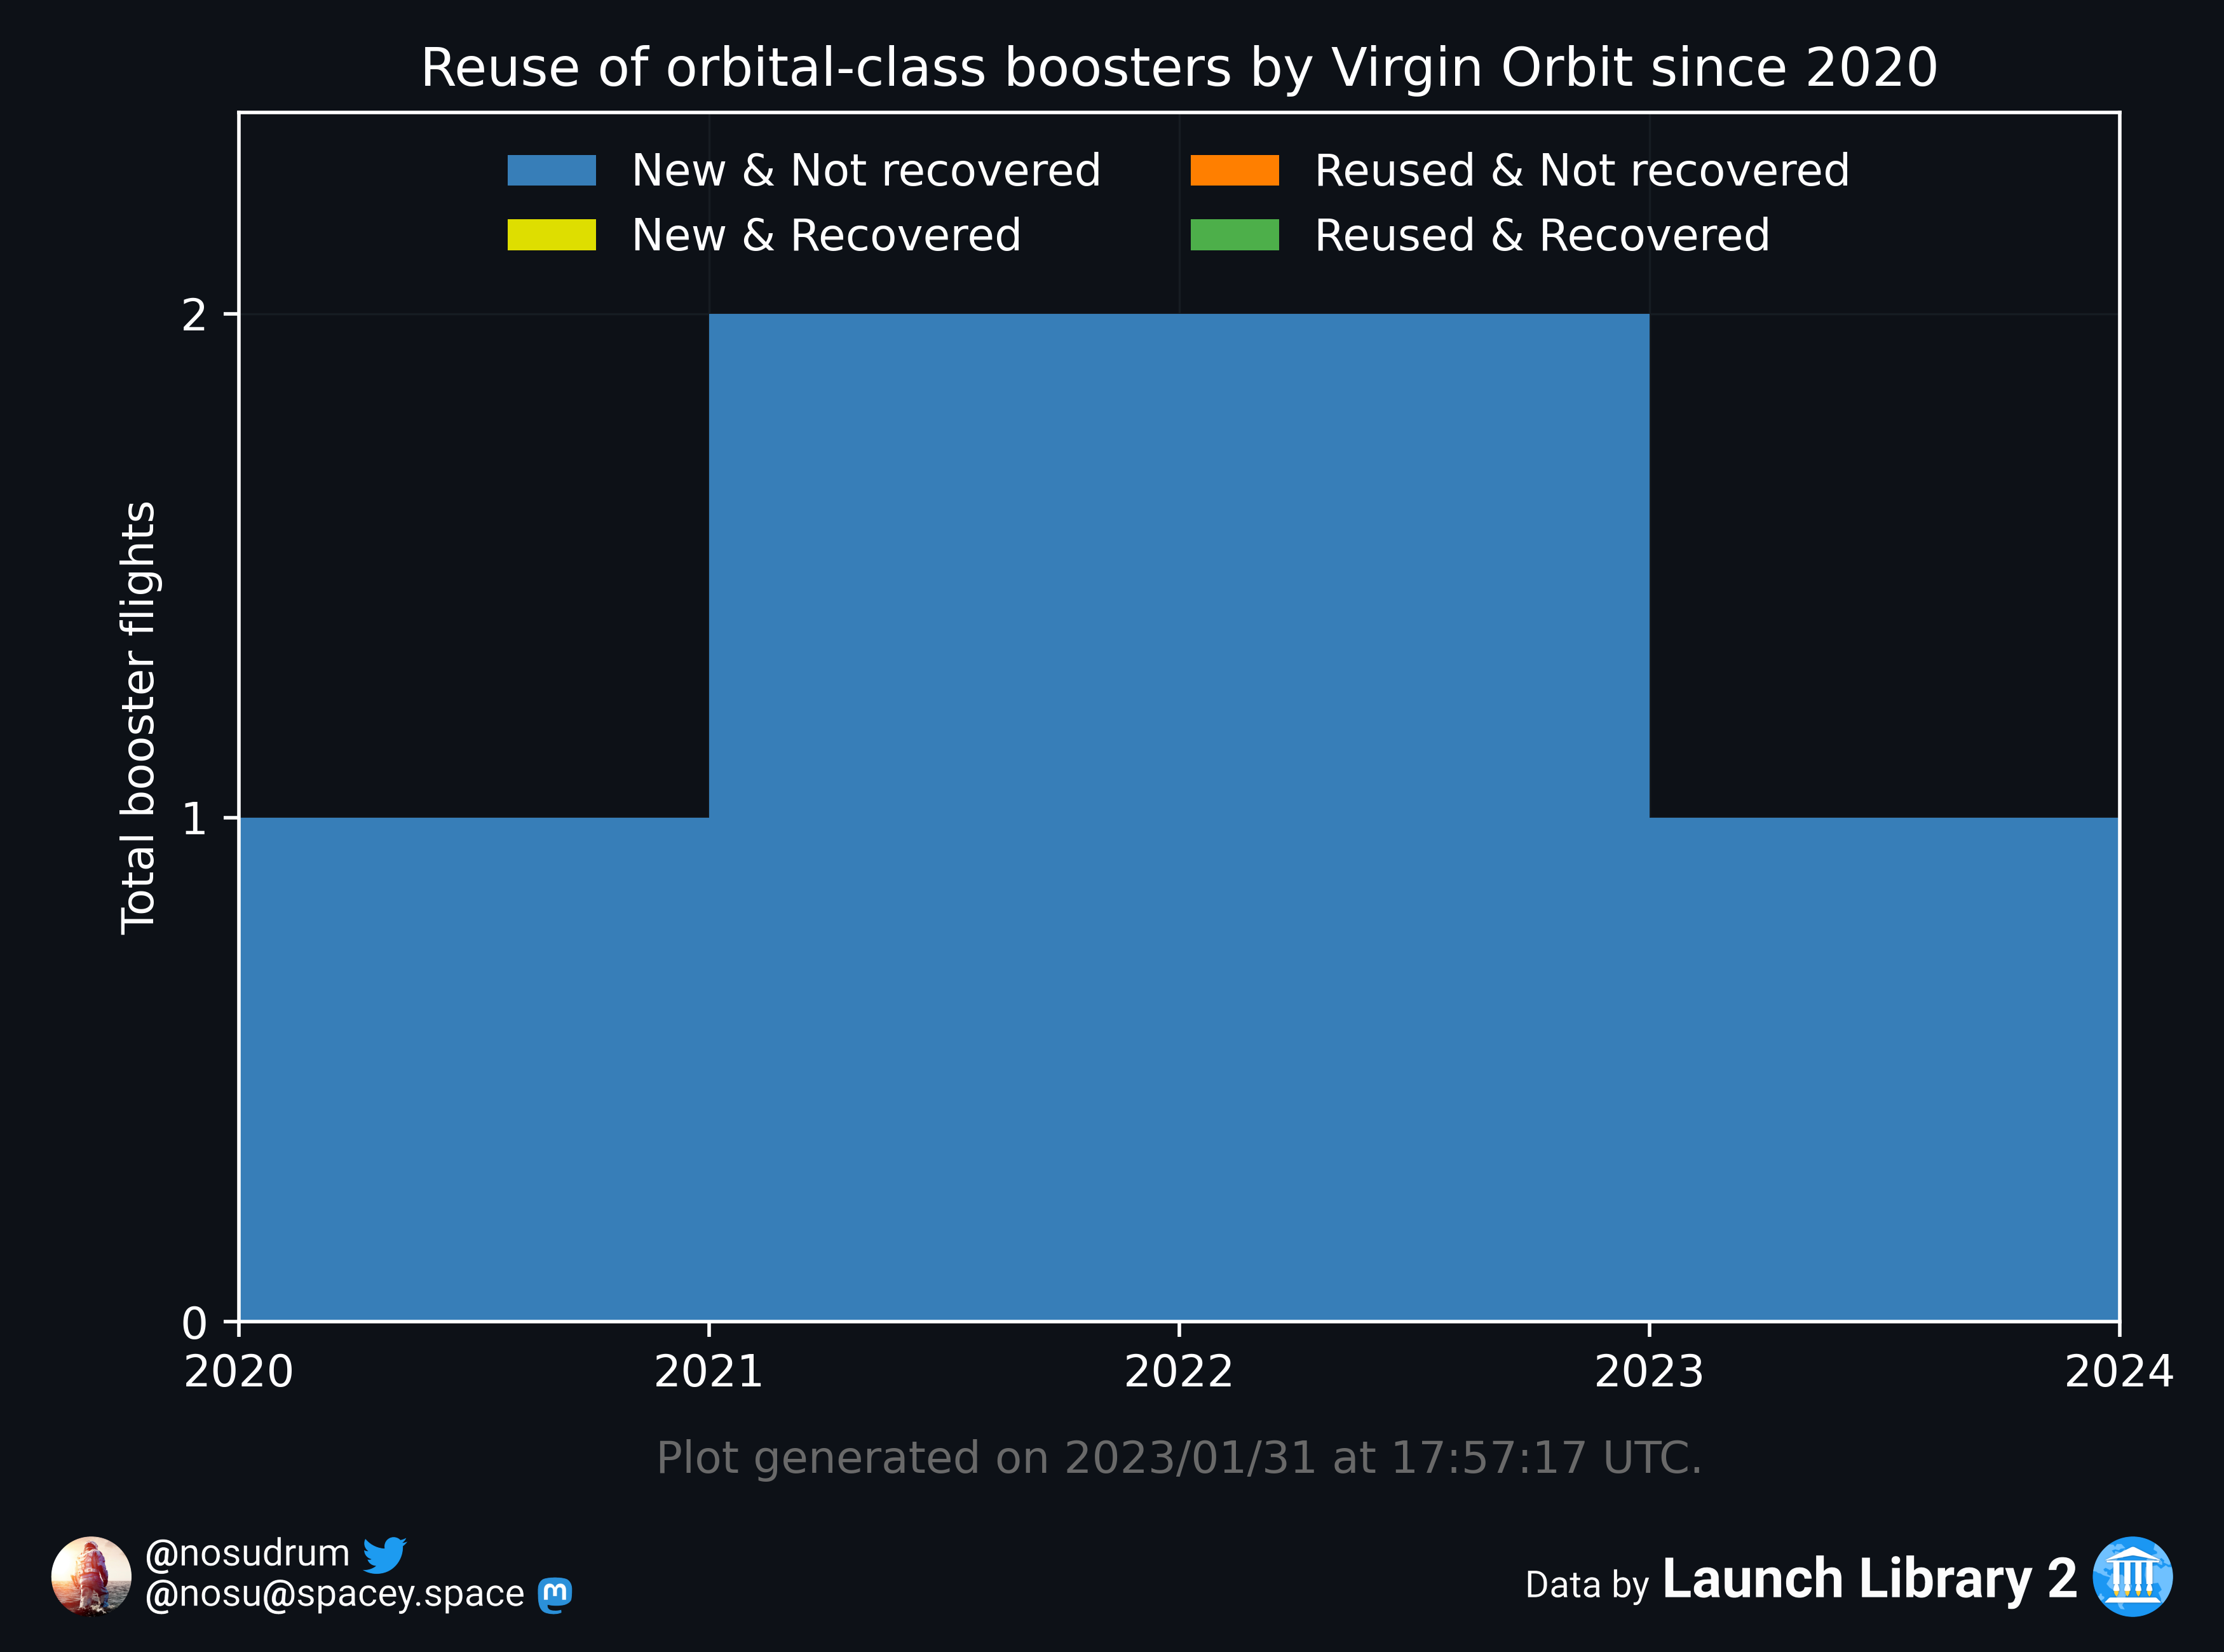 Reuse of orbital-class boosters by Virgin Orbit since 2020
New & Not recovered
New & Recovered
Reused & Not recovered
Reused & Recovered
Total booster flights
2
1
0
2020 2021 2022 2023 2024
Plot generated on 2023/01/31 at 17:57:17 UTC.
@nosudrum
@nosu@spacey.space
Data by Launch Library 2